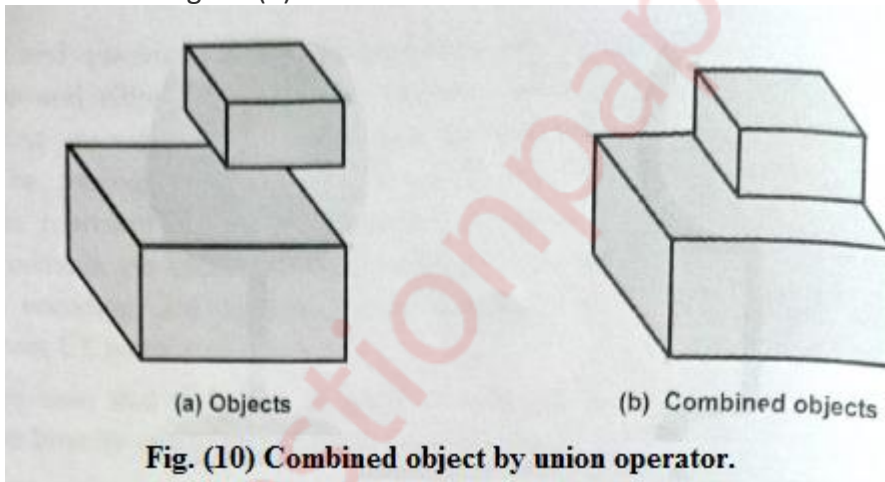 (a) Objects
(b) Combined objects
Fig. (10) Combined object by union operator.